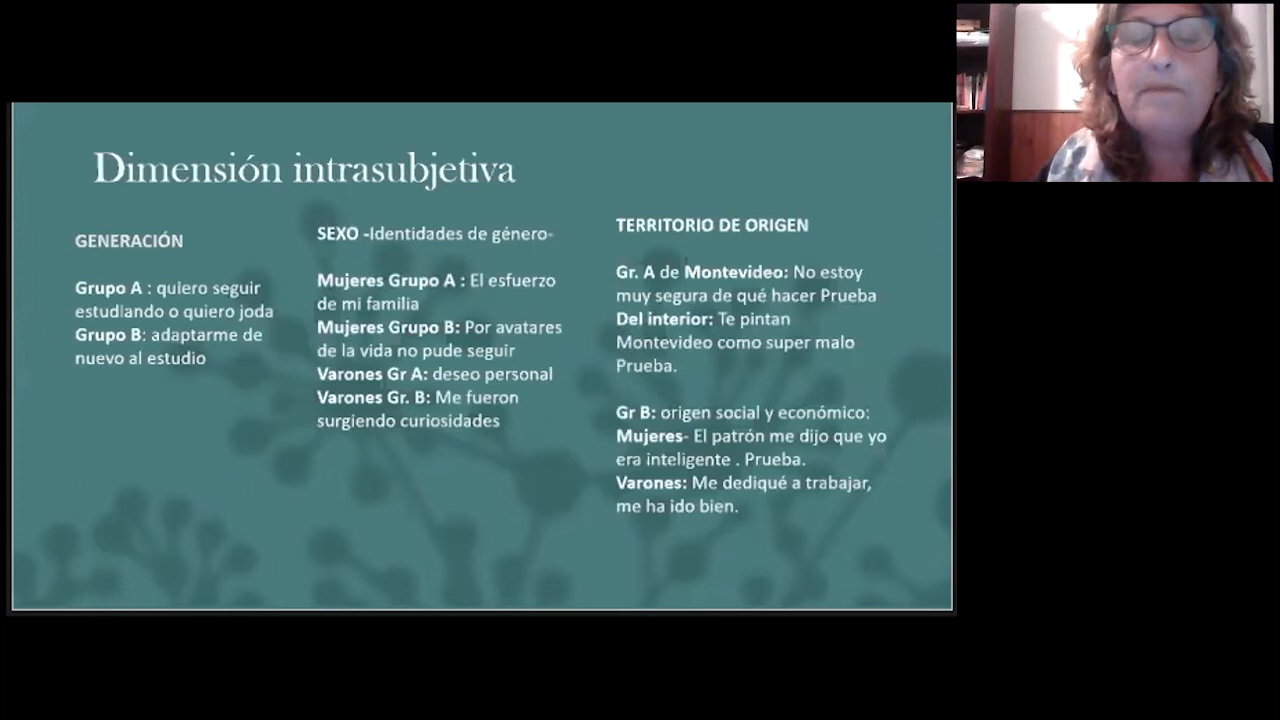 Dimensión intrasubjetiva
GENERACIÓN
Grupo A : quiero seguir
estudiando o quiero joda
Grupo B: adaptarme de
nuevo al estudio
SEXO -Identidades de género-
Mujeres Grupo A : El esfuerzo
de mi familia
Mujeres Grupo B: Por avatares
de la vida no pude seguir
Varones Gr A: deseo personal
Varones Gr. B: Me fueron
surgiendo curiosidades
TERRITORIO DE ORIGEN
Gr. A de Montevideo: No estoy
muy segura de qué hacer Prueba
Del interior: Te pintan
Montevideo como super malo
Prueba.
Gr B: origen social y económico:
Mujeres- El patrón me dijo que yo
era inteligente . Prueba.
Varones: Me dediqué a trabajar,
me ha ido bien.